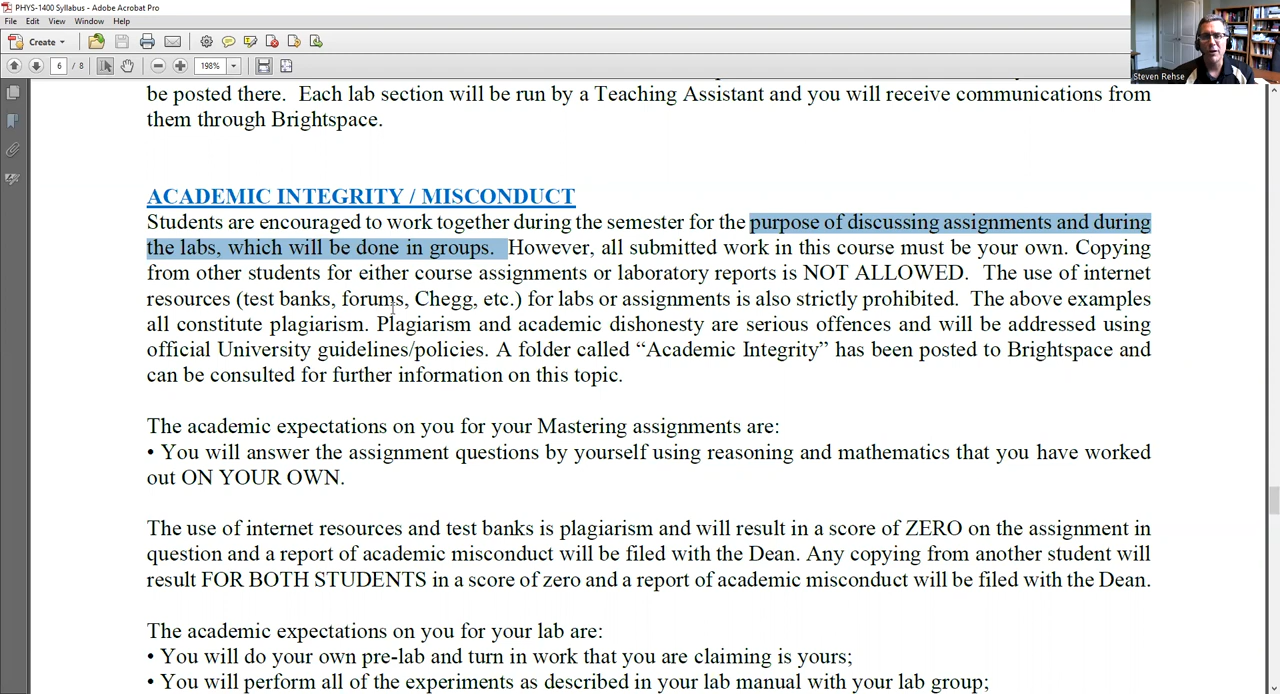 PHYS-1400 Syllabus - Adobe Acrobat Pro
File Edit View Window Help
Create
6 / 8 198%
Steven Rehse
be posted there. Each lab section will be run by a Teaching Assistant and you will receive communications from
them through Brightspace.
ACADEMIC INTEGRITY / MISCONDUCT
Students are encouraged to work together during the semester for the purpose of discussing assignments and during
the labs, which will be done in groups. However, all submitted work in this course must be your own. Copying
from other students for either course assignments or laboratory reports is NOT ALLOWED. The use of internet
resources (test banks, forums, Chegg, etc.) for labs or assignments is also strictly prohibited. The above examples
all constitute plagiarism. Plagiarism and academic dishonesty are serious offences and will be addressed using
official University guidelines/policies. A folder called “Academic Integrity” has been posted to Brightspace and
can be consulted for further information on this topic.
The academic expectations on you for your Mastering assignments are:
• You will answer the assignment questions by yourself using reasoning and mathematics that you have worked
out ON YOUR OWN.
The use of internet resources and test banks is plagiarism and will result in a score of ZERO on the assignment in
question and a report of academic misconduct will be filed with the Dean. Any copying from another student will
result FOR BOTH STUDENTS in a score of zero and a report of academic misconduct will be filed with the Dean.
The academic expectations on you for your lab are:
• You will do your own pre-lab and turn in work that you are claiming is yours;
• You will perform all of the experiments as described in your lab manual with your lab group;